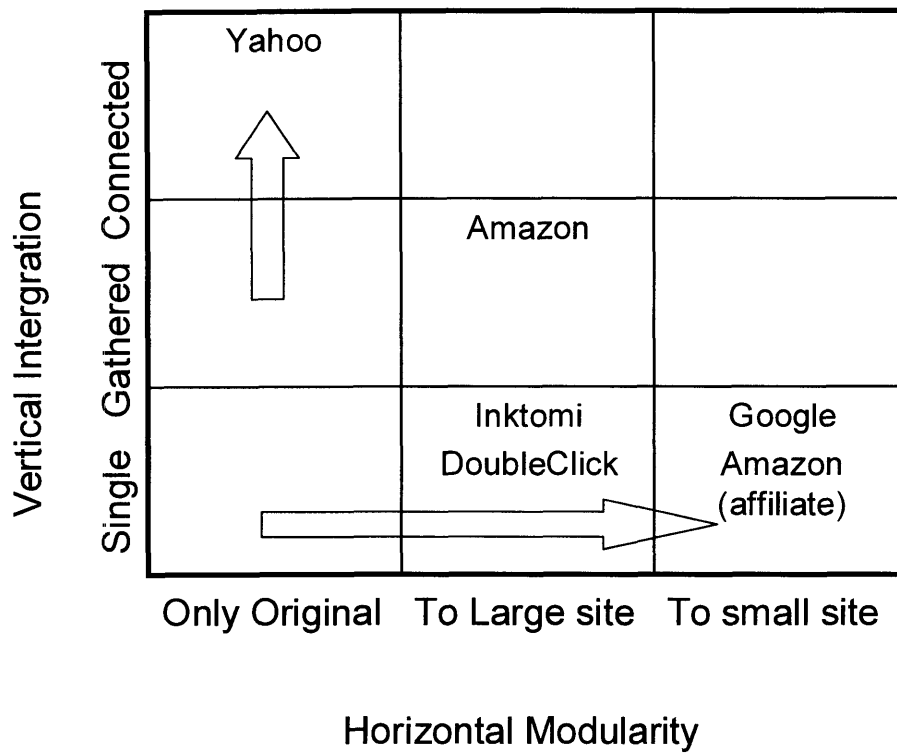 Yahoo
Connected
Amazon
Gathered
Vertical Intergration
Inktomi
Google
DoubleClick
Amazon
(affiliate)
Single
Only Original
To Large site
To small site
Horizontal Modularity